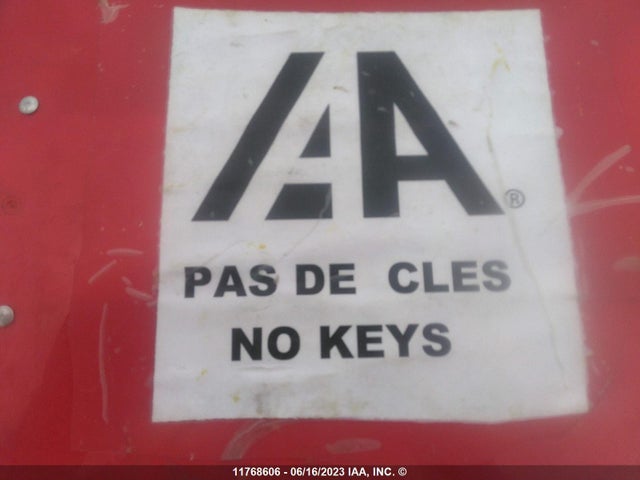 IAA®
PAS DE CLES
NO KEYS
11768606 - 06/16/2023 IAA, INC. ©